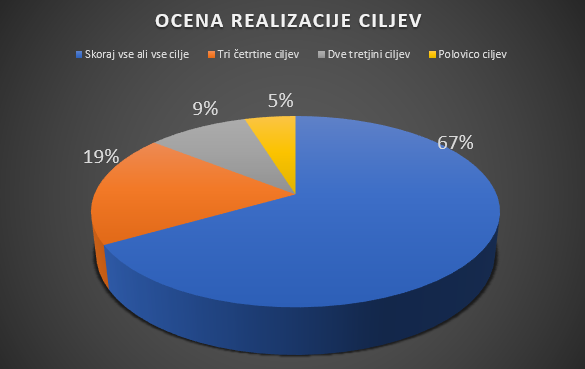 OCENA REALIZACIJE CILJEV
Skoraj vse ali vse cilje Tri četrtine ciljev Dve tretjini ciljev Polovico ciljev
5%
9%
67%
19%